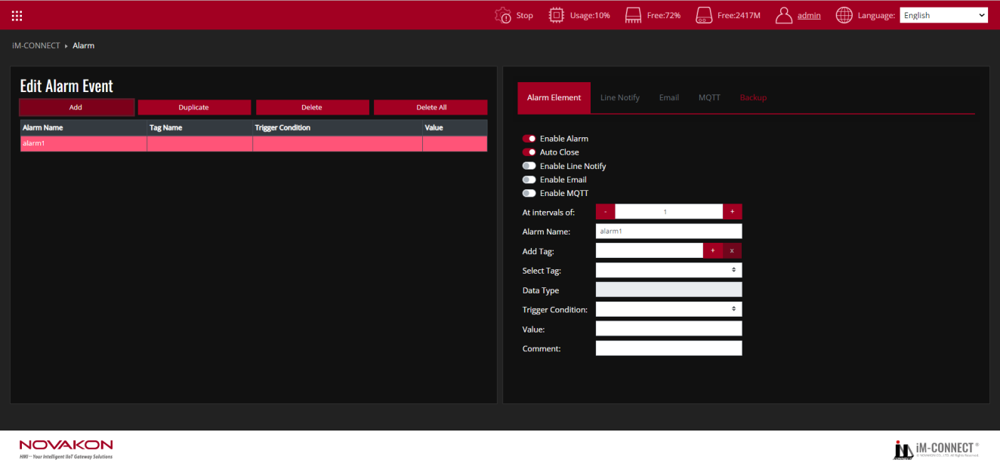 Stop Usage:10% Free:72% Free:2417M admin Language: English
iM-CONNECT ▸ Alarm
Edit Alarm Event
Add Duplicate Delete Delete All
Alarm Name Tag Name Trigger Condition Value
alarm1
Alarm Element Line Notify Email MQTT Backup
Enable Alarm
Auto Close
Enable Line Notify
Enable Email
Enable MQTT
At intervals of: - 1 +
Alarm Name: alarm1
Add Tag: + x
Select Tag:
Data Type
Trigger Condition:
Value:
Comment:
NOVAKON
HMI – Your Intelligent IIoT Gateway Solutions
iM-CONNECT ®
© NOVAKON CO., LTD. All Rights Reserved.